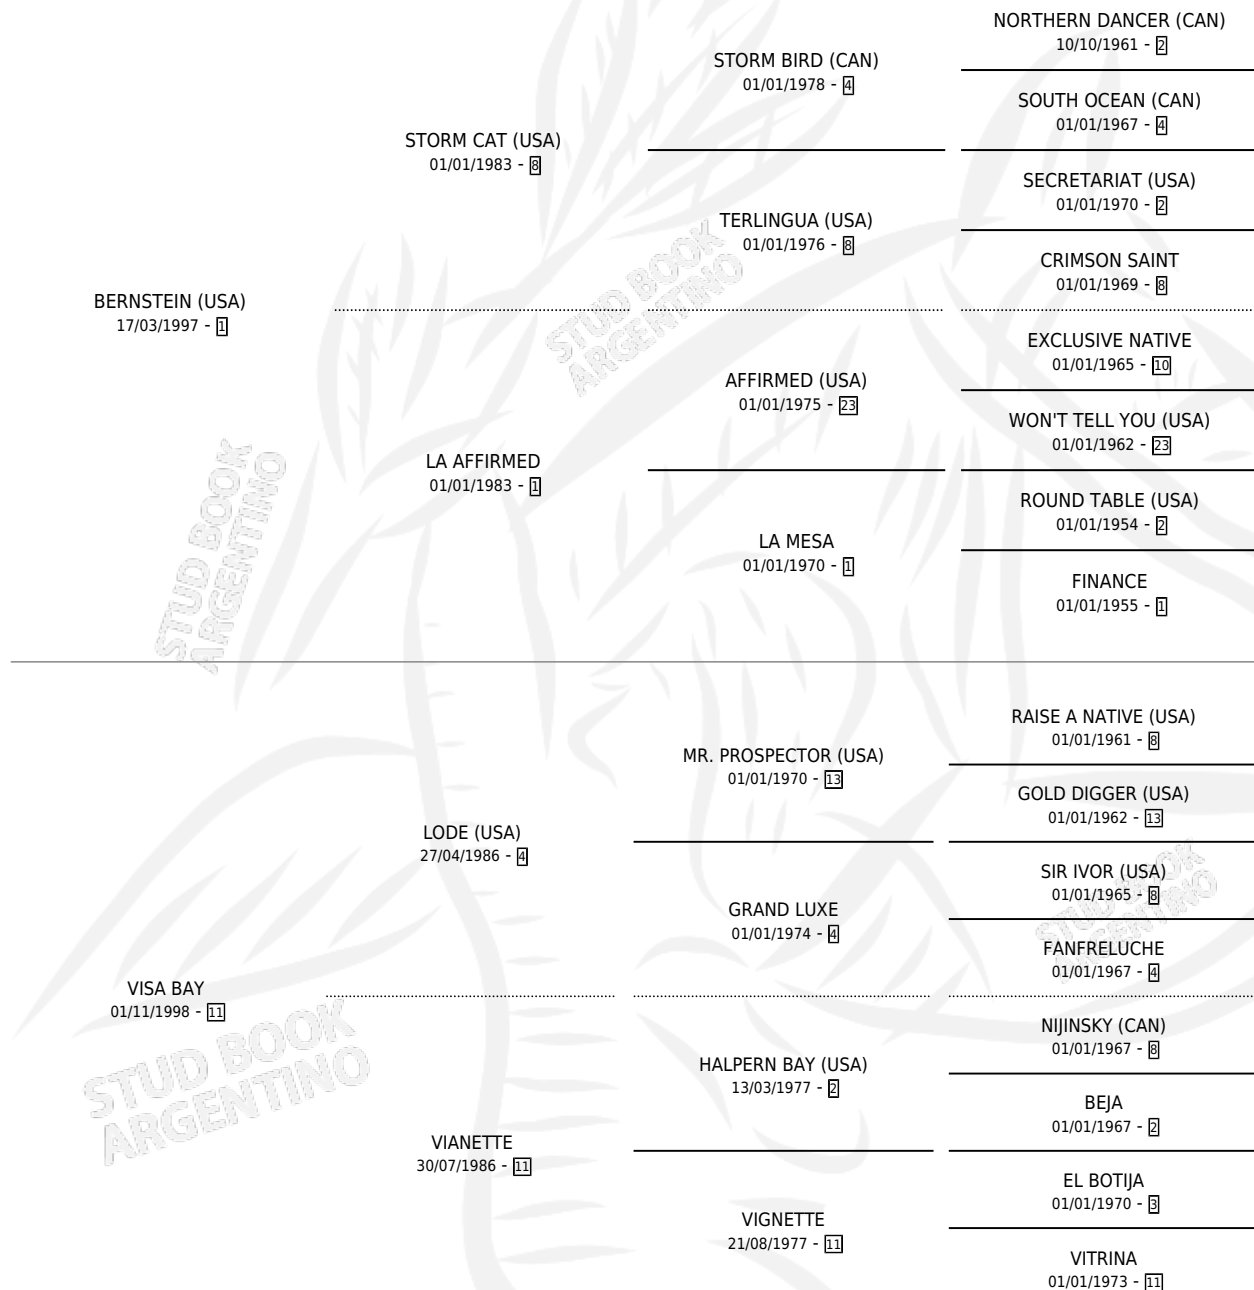 NORTHERN DANCER (CAN)
10/10/1961 - 2
STORM BIRD (CAN)
01/01/1978 - 4
SOUTH OCEAN (CAN)
01/01/1967 - 4
STORM CAT (USA)
01/01/1983 - 8
SECRETARIAT (USA)
01/01/1970 - 2
TERLINGUA (USA)
01/01/1976 - 8
CRIMSON SAINT
01/01/1969 - 8
BERNSTEIN (USA)
17/03/1997 - 1
EXCLUSIVE NATIVE
01/01/1965 - 10
AFFIRMED (USA)
01/01/1975 - 23
WON'T TELL YOU (USA)
01/01/1962 - 23
LA AFFIRMED
01/01/1983 - 1
ROUND TABLE (USA)
01/01/1954 - 2
LA MESA
01/01/1970 - 1
FINANCE
01/01/1955 - 1
RAISE A NATIVE (USA)
01/01/1961 - 8
MR. PROSPECTOR (USA)
01/01/1970 - 13
GOLD DIGGER (USA)
01/01/1962 - 13
LODE (USA)
27/04/1986 - 4
SIR IVOR (USA)
01/01/1965 - 8
GRAND LUXE
01/01/1974 - 4
FANFRELUCHE
01/01/1967 - 4
VISA BAY
01/11/1998 - 11
NIJINSKY (CAN)
01/01/1967 - 8
HALPERN BAY (USA)
13/03/1977 - 2
BEJA
01/01/1967 - 2
VIANETTE
30/07/1986 - 11
EL BOTIJA
01/01/1970 - 3
VIGNETTE
21/08/1977 - 11
VITRINA
01/01/1973 - 11
STUD BOOK
ARGENTINO
STUD BOOK
ARGENTINO
STUD BOOK
ARGENTINO
STUD BOOK
ARGENTINO